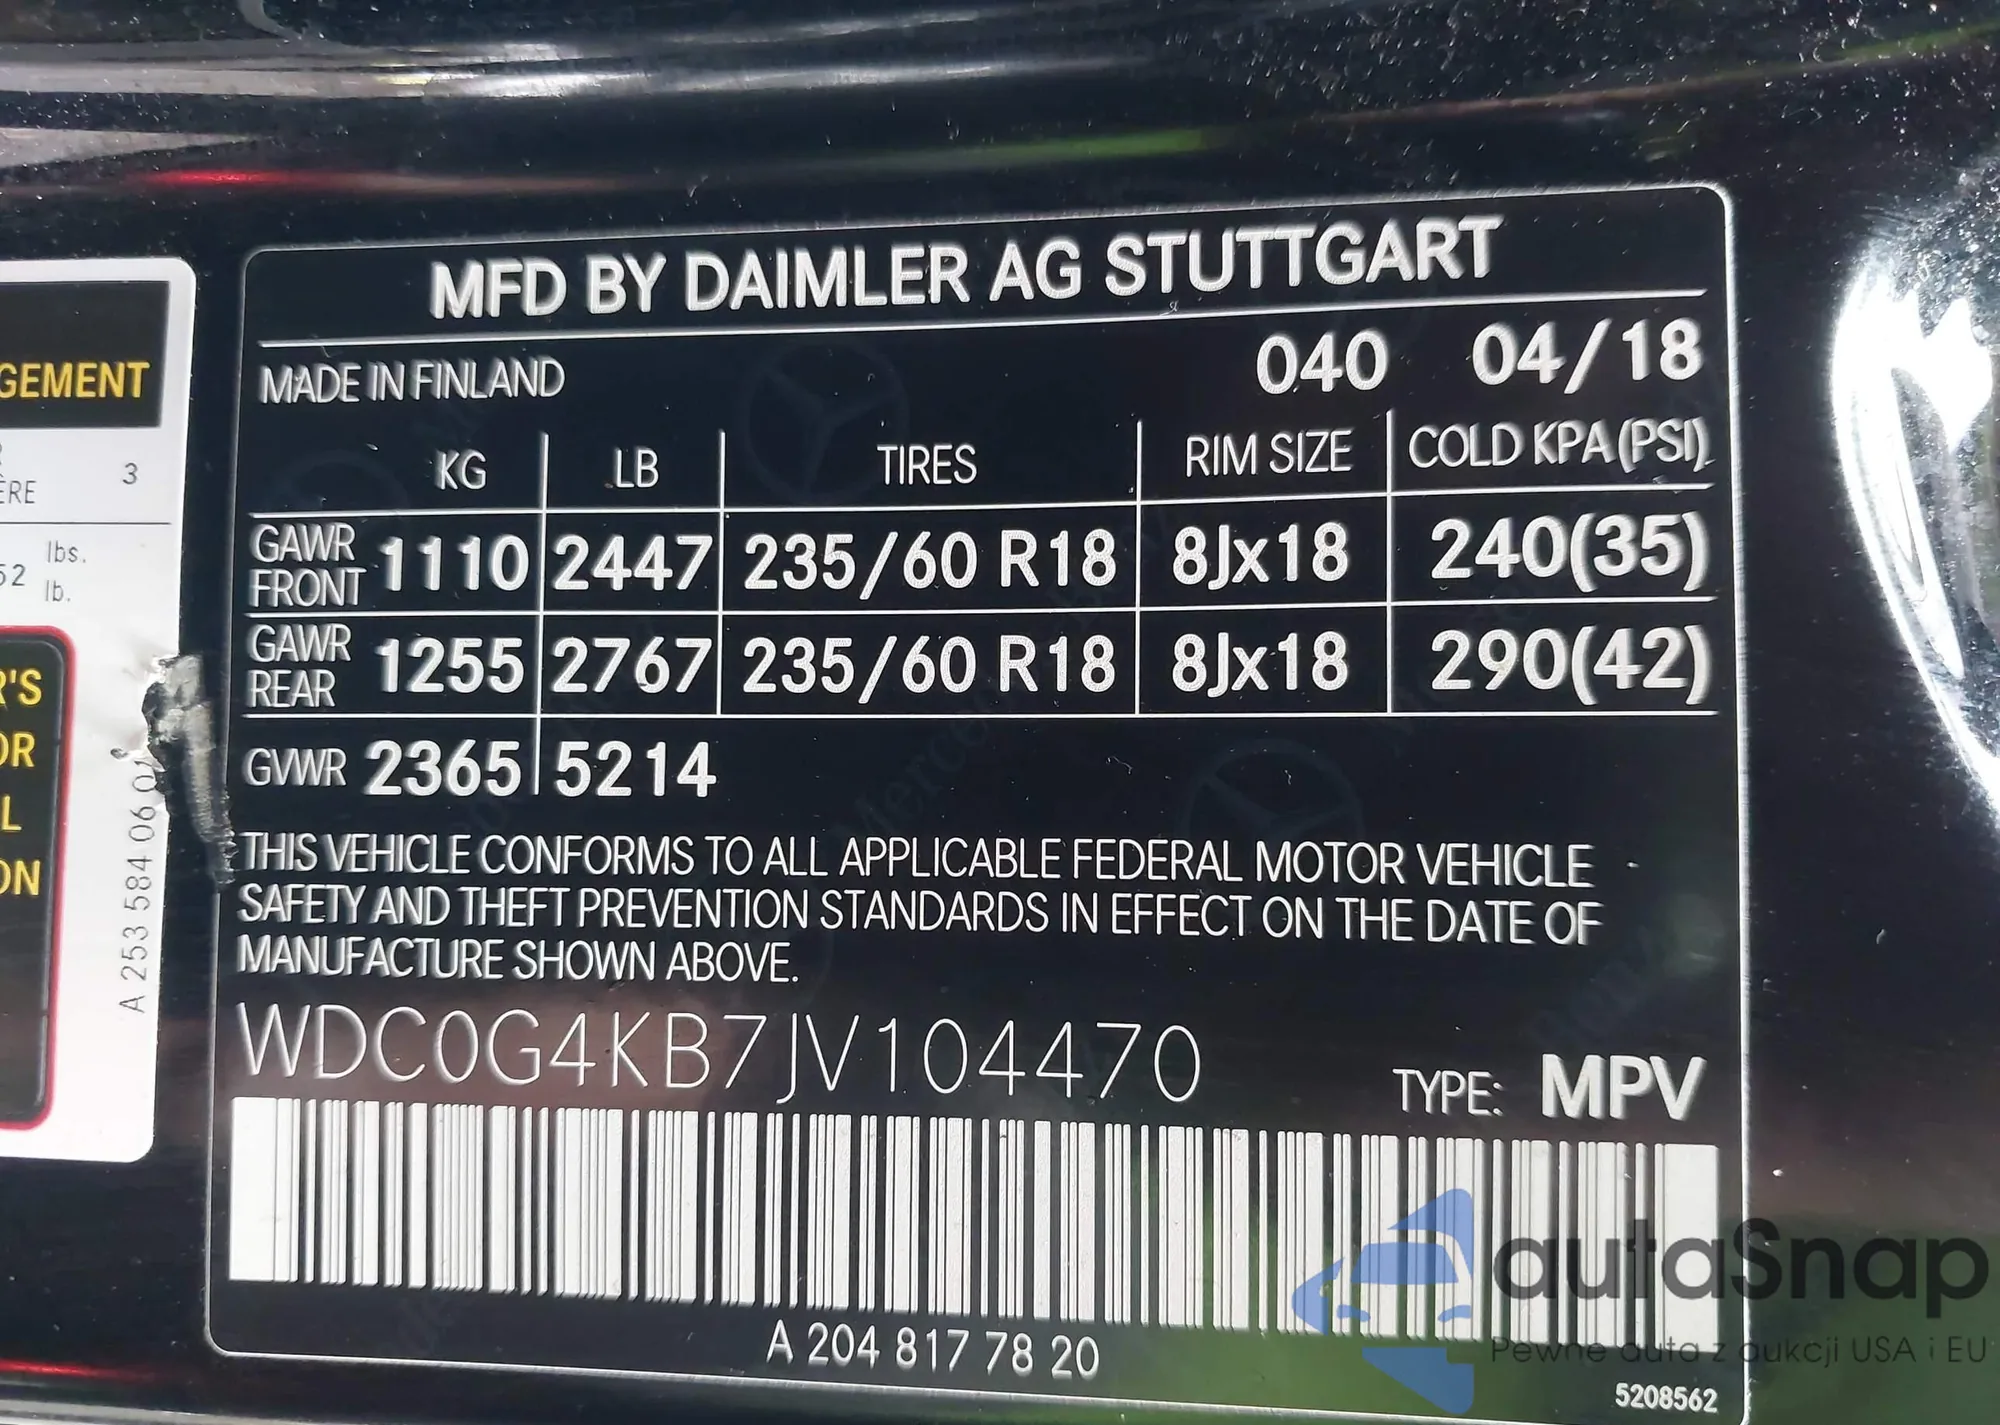 MFD BY DAIMLER AG STUTTGART
MADE IN FINLAND 040 04/18
KG LB TIRES RIM SIZE COLD KPA(PSI)
GAWR FRONT 1110 2447 235/60 R18 8Jx18 240(35)
GAWR REAR 1255 2767 235/60 R18 8Jx18 290(42)
GVWR 2365 5214
THIS VEHICLE CONFORMS TO ALL APPLICABLE FEDERAL MOTOR VEHICLE
SAFETY AND THEFT PREVENTION STANDARDS IN EFFECT ON THE DATE OF
MANUFACTURE SHOWN ABOVE.
WDC0G4KB7JV104470
TYPE: MPV
A 204 817 78 20
5208562
GEMENT
3
ÈRE
lbs.
52
lb.
R'S
OR
L
ON
A 253 584 06 0
autaSnap
Pewne auta z aukcji USA i EU